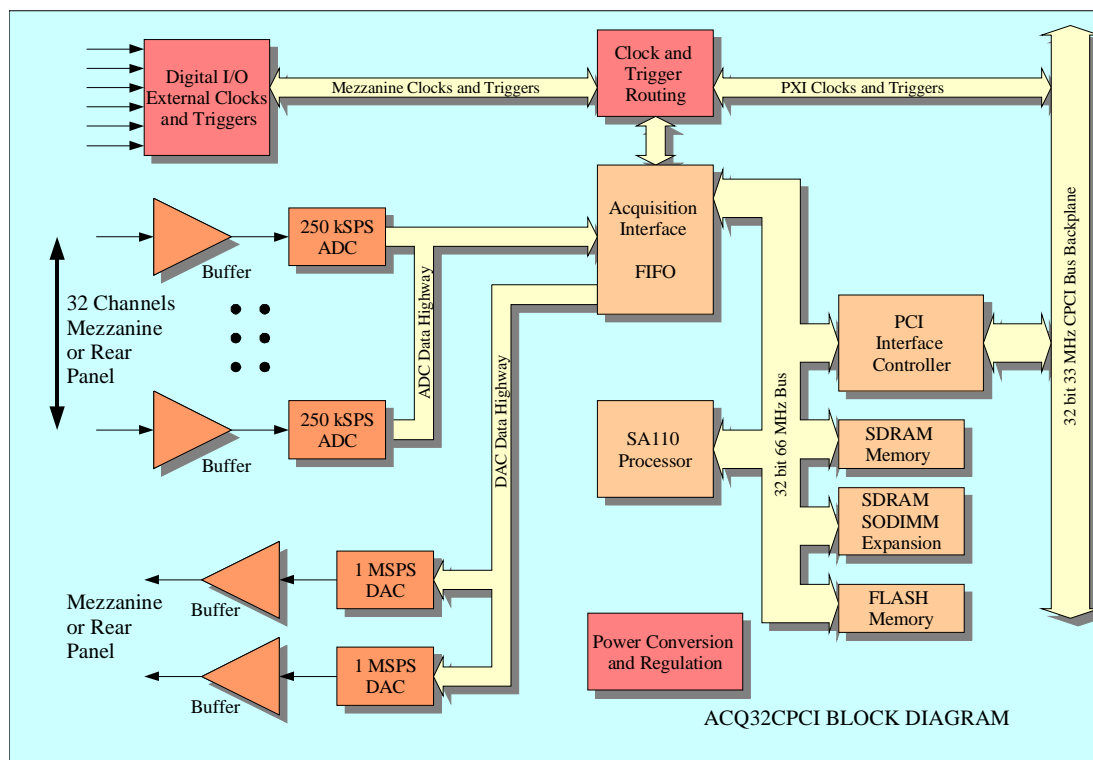 Digital I/O
External Clocks
and Triggers
Mezzanine Clocks and Triggers
Clock and
Trigger
Routing
PXI Clocks and Triggers
32 bit 33 MHz CPCI Bus Backplane
250 kSPS
ADC
Buffer
Acquisition
Interface
FIFO
32 Channels
Mezzanine
or Rear
Panel
ADC Data Highway
DAC Data Highway
32 bit 66 MHz Bus
PCI
Interface
Controller
250 kSPS
ADC
Buffer
SA110
Processor
SDRAM
Memory
SDRAM
SODIMM
Expansion
FLASH
Memory
1 MSPS
DAC
Buffer
Mezzanine
or Rear
Panel
1 MSPS
DAC
Buffer
Power Conversion
and Regulation
ACQ32CPCI BLOCK DIAGRAM